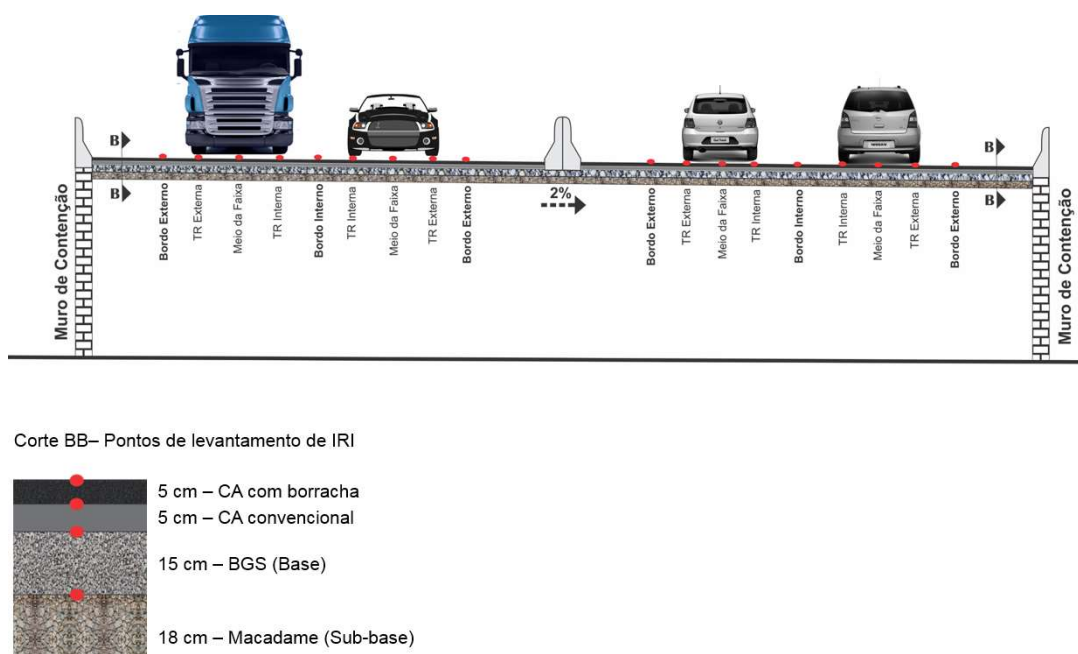 B
B
B
B
2%
Muro de Contenção
Bordo Externo
TR Externa
Meio da Faixa
TR Interna
Bordo Interno
TR Interna
Meio da Faixa
TR Externa
Bordo Externo
Bordo Externo
TR Externa
Meio da Faixa
TR Interna
Bordo Interno
TR Interna
Meio da Faixa
TR Externa
Bordo Externo
Muro de Contenção
Corte BB– Pontos de levantamento de IRI
5 cm – CA com borracha
5 cm – CA convencional
15 cm – BGS (Base)
18 cm – Macadame (Sub-base)